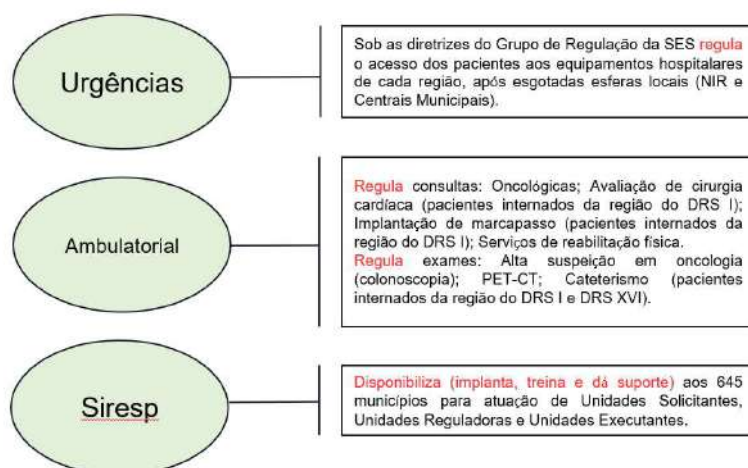 Urgências
Sob as diretrizes do Grupo de Regulação da SES regula
o acesso dos pacientes aos equipamentos hospitalares
de cada região, após esgotadas esferas locais (NIR e
Centrais Municipais).
Ambulatorial
Regula consultas: Oncológicas; Avaliação de cirurgia
cardíaca (pacientes internados da região do DRS I);
Implantação de marcapasso (pacientes internados da
região do DRS I); Serviços de reabilitação física.
Regula exames: Alta suspeição em oncologia
(colonoscopia); PET-CT; Cateterismo (pacientes
internados da região do DRS I e DRS XVI).
Siresp
Disponibiliza (implanta, treina e dá suporte) aos 645
municípios para atuação de Unidades Solicitantes,
Unidades Reguladoras e Unidades Executantes.